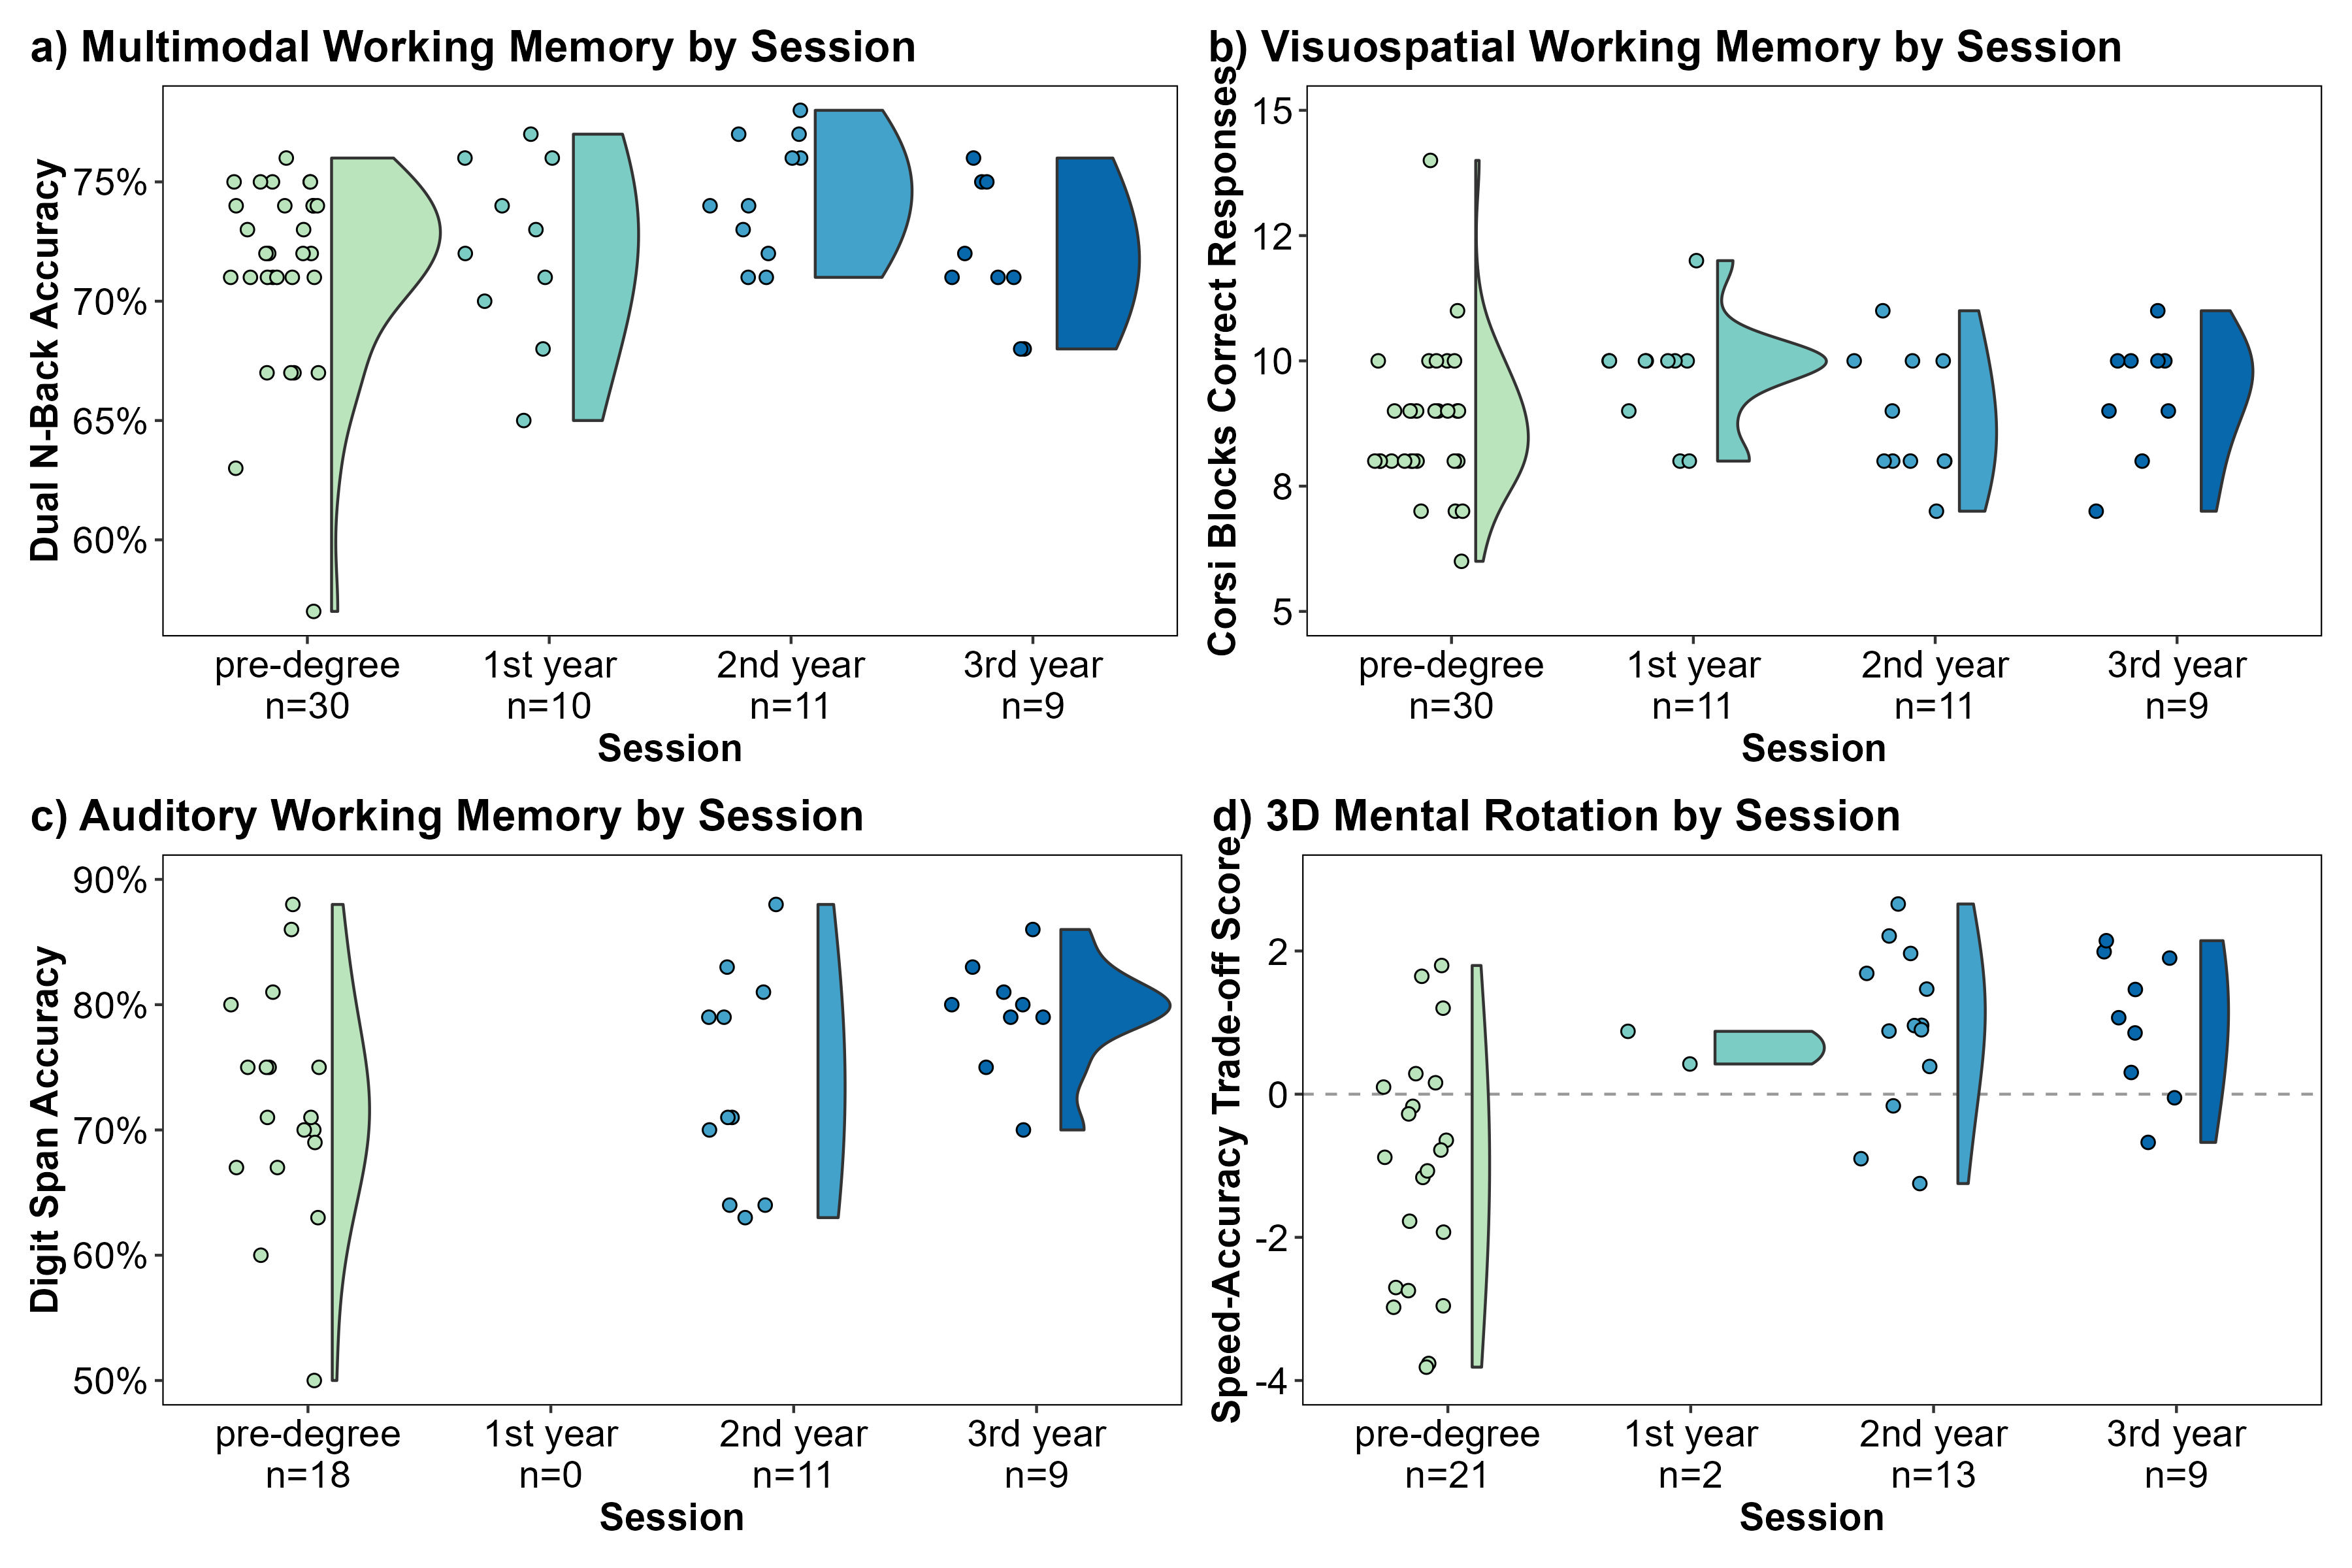 a) Multimodal Working Memory by Session
Dual N-Back Accuracy
75%
70%
65%
60%
pre-degree
n=30
1st year
n=10
2nd year
n=11
3rd year
n=9
Session
b) Visuospatial Working Memory by Session
Corsi Blocks Correct Responses
15
12
10
8
5
pre-degree
n=30
1st year
n=11
2nd year
n=11
3rd year
n=9
Session
c) Auditory Working Memory by Session
Digit Span Accuracy
90%
80%
70%
60%
50%
pre-degree
n=18
1st year
n=0
2nd year
n=11
3rd year
n=9
Session
d) 3D Mental Rotation by Session
Speed-Accuracy Trade-off Score
2
0
-2
-4
pre-degree
n=21
1st year
n=2
2nd year
n=13
3rd year
n=9
Session